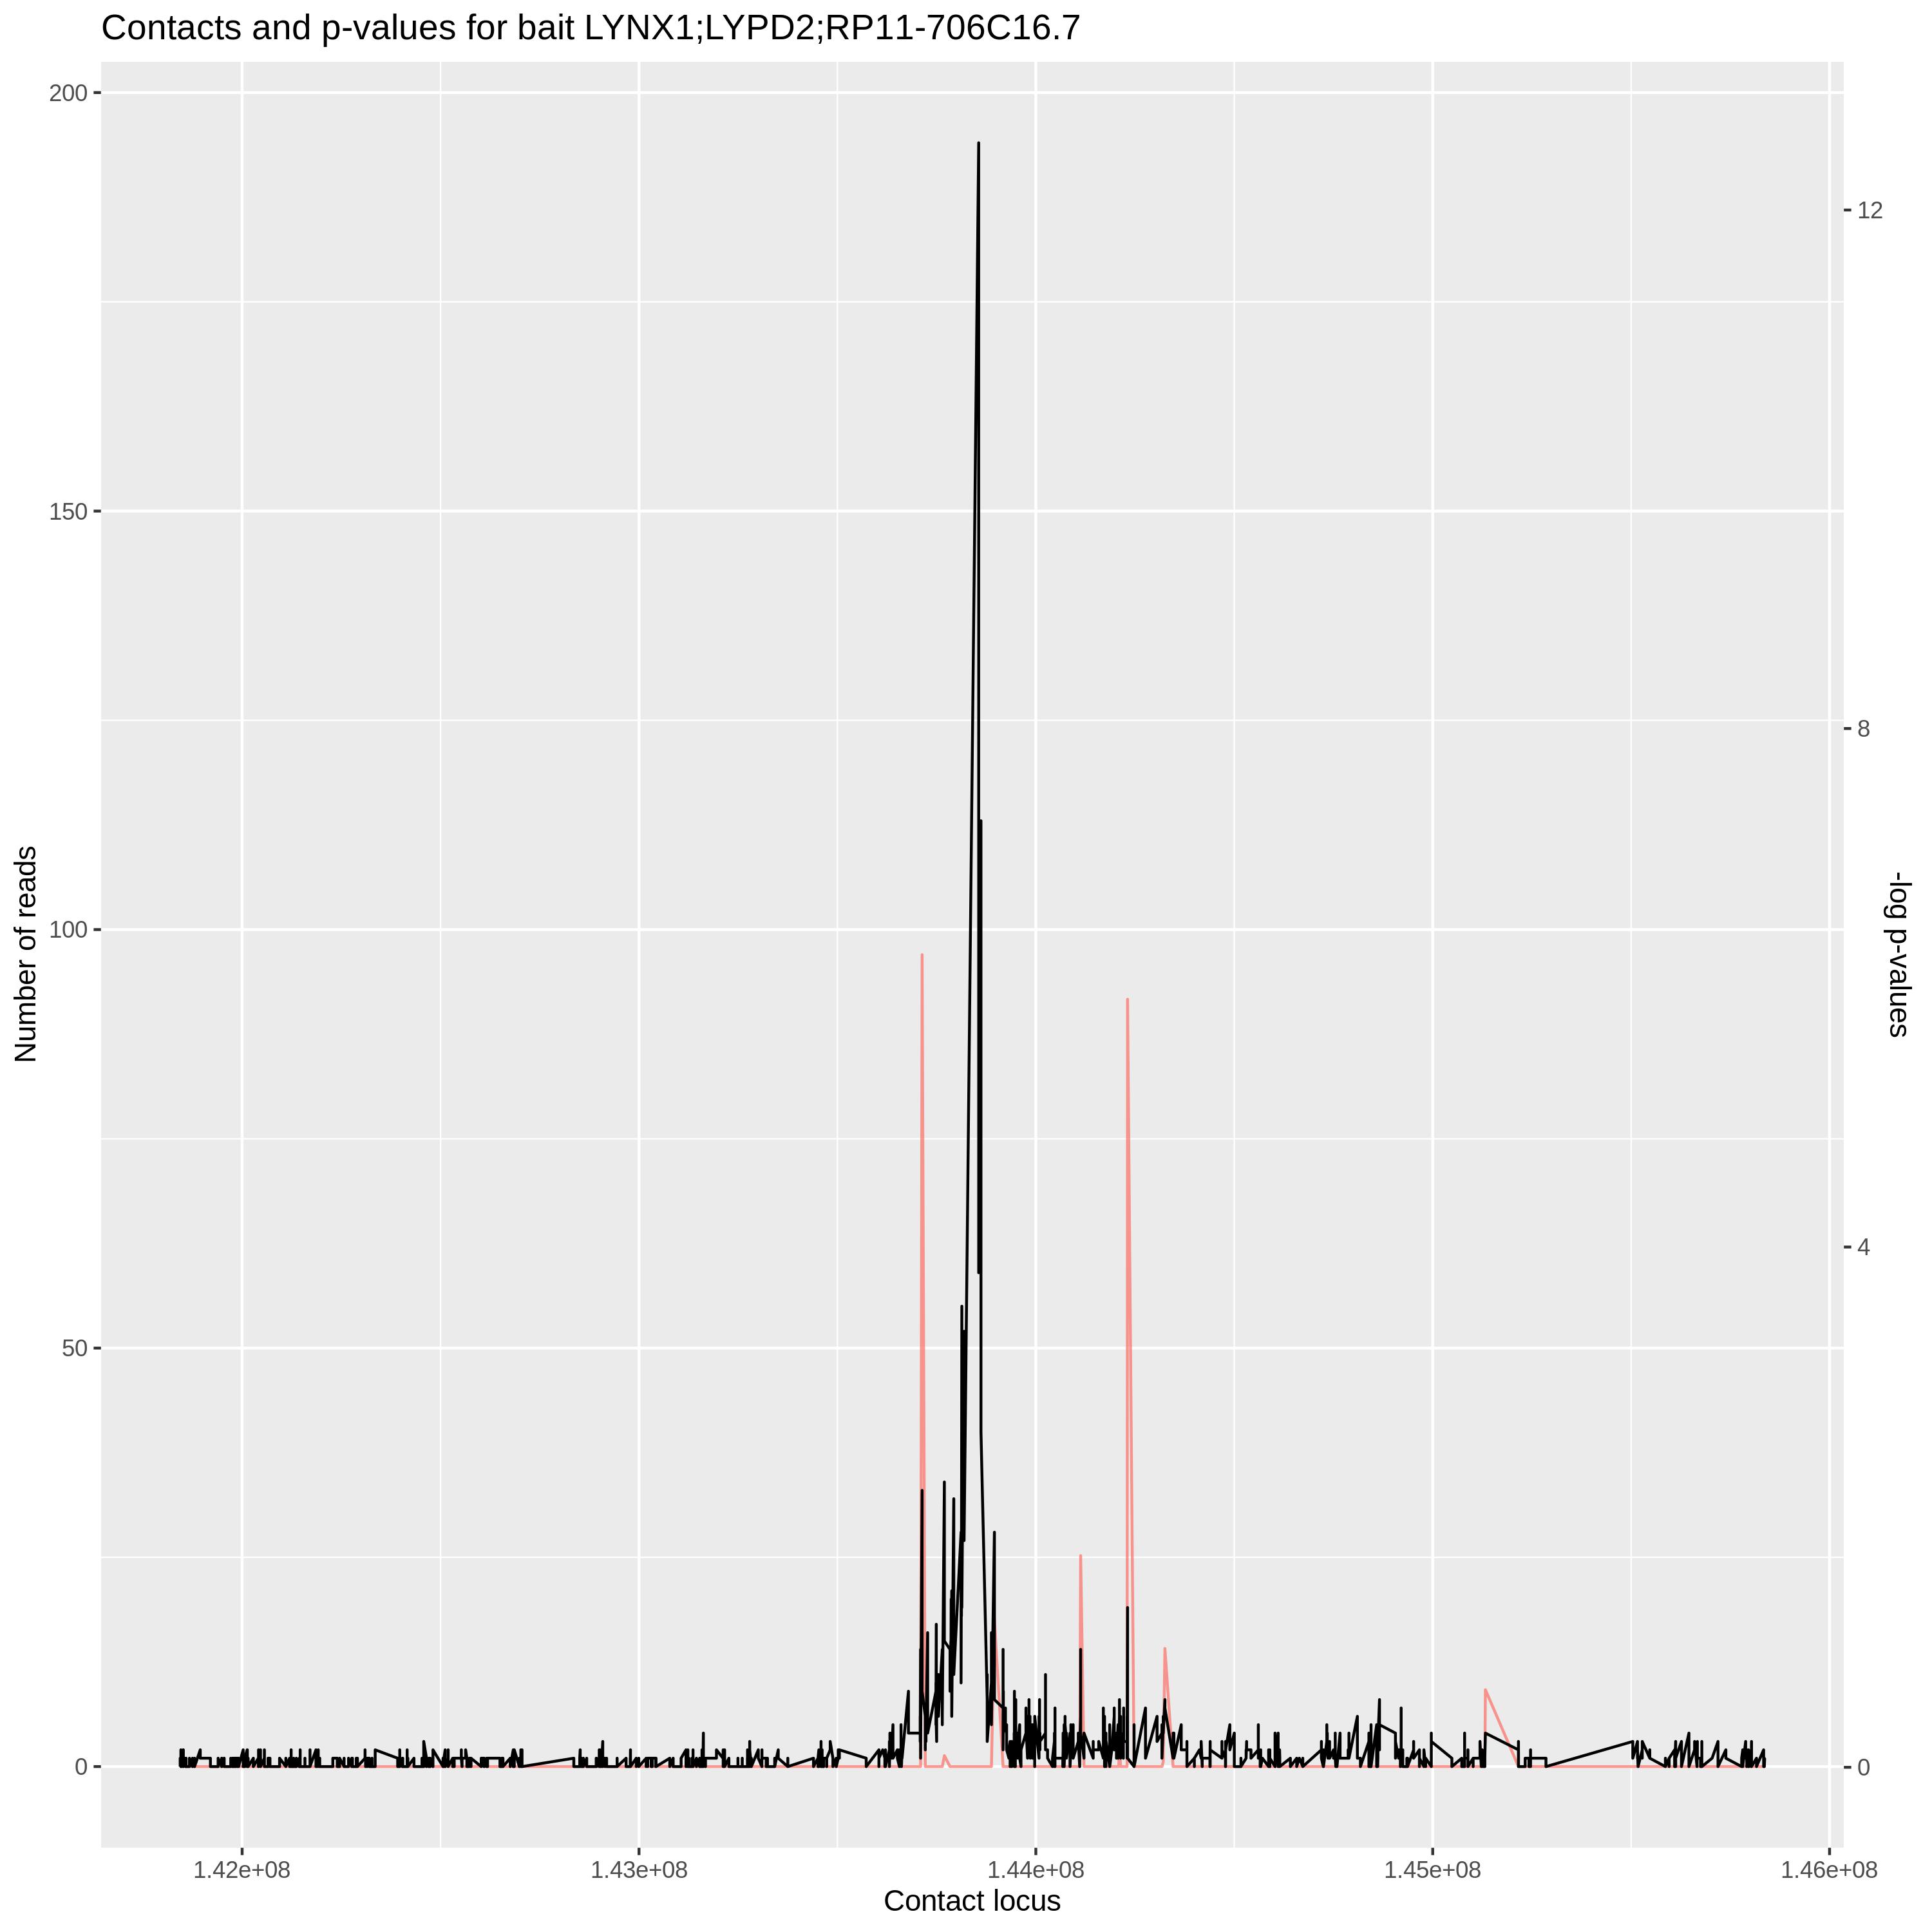 Contacts and p-values for bait LYNX1;LYPD2;RP11-706C16.7
200
150
100
50
0
Number of reads
12
8
4
0
-log p-values
1.42e+08
1.43e+08
1.44e+08
1.45e+08
1.46e+08
Contact locus